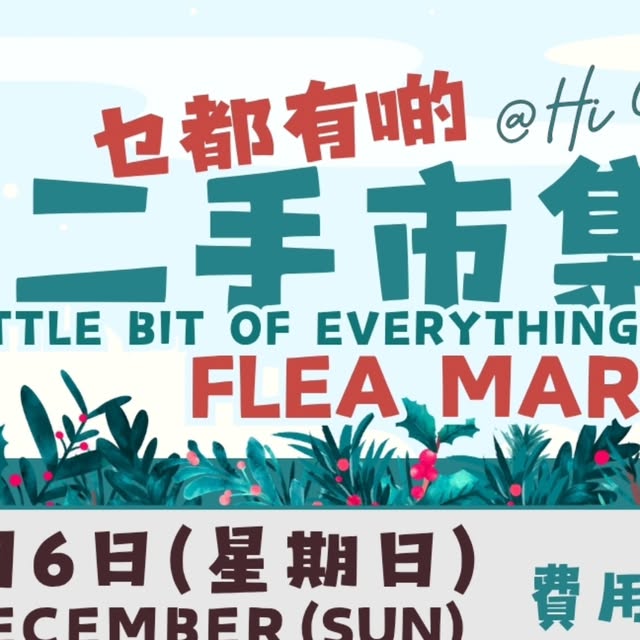 乜都有啲 @Hi
二手市集
TTLE BIT OF EVERYTHING
FLEA MAR
月6日(星期日)
ECEMBER (SUN)
費用